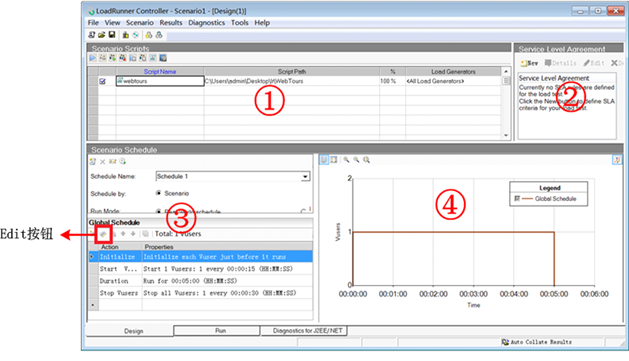 LoadRunner Controller - Scenario1 - [Design(1)]
File View Scenario Results Diagnostics Tools Help
Scenario Scripts
Service Level Agreement
New Details Edit
Script Name Script Path % Load Generators
webtours C:\Users\admin\Desktop\lr\WebTours 100 % <All Load Generators>
①
Service Level Agreement
Currently no SLA rules are defined
for the load test.
Click the New button to define SLA
criteria for your load test.
②
Scenario Schedule
Schedule Name: Schedule 1
Schedule by: Scenario
Run Mode
③
Global Schedule
Edit按钮
Total: 1 Vusers
Action Properties
Initialize Initialize each Vuser just before it runs
Start V... Start 1 Vusers: 1 every 00:00:15 (HH:MM:SS)
Duration Run for 00:05:00 (HH:MM:SS)
Stop Vusers Stop all Vusers: 1 every 00:00:30 (HH:MM:SS)
④
Legend
Global Schedule
Vusers
2
1
0
00:00:00 00:01:00 00:02:00 00:03:00 00:04:00 00:05:00 00:06:00
Time
Design Run Diagnostics for J2EE/.NET
Auto Collate Results